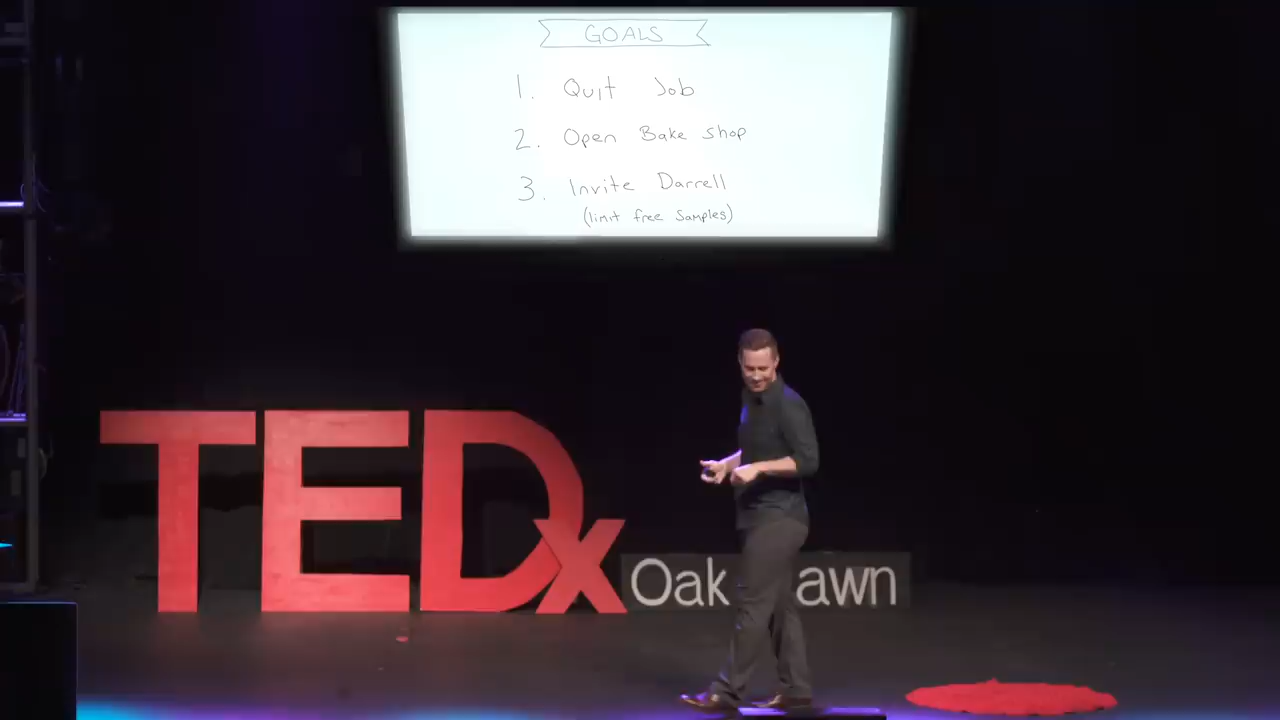 GOALS
1. Quit Job
2. Open Bake shop
3. Invite Darrell
(limit free samples)
TEDx
Oak awn